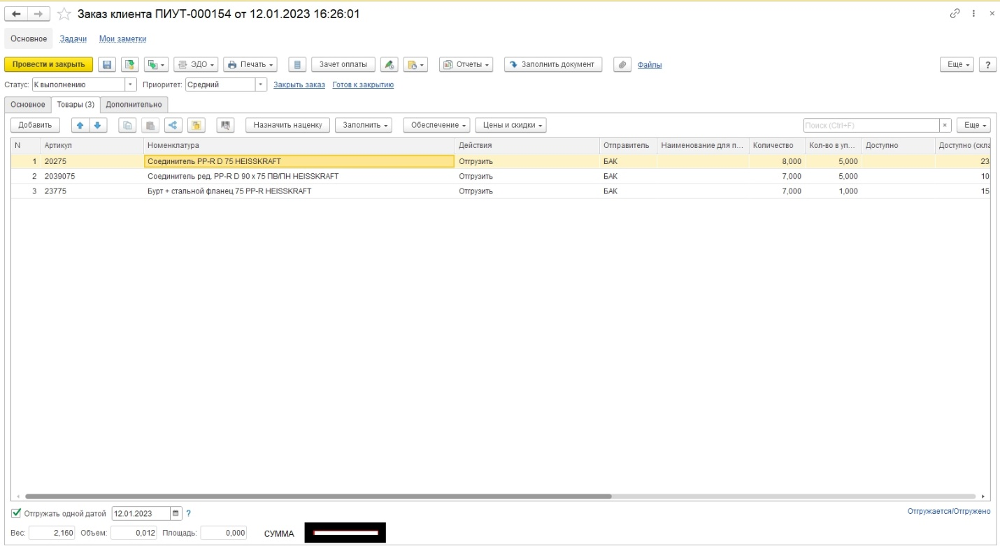 Заказ клиента ПИУТ-000154 от 12.01.2023 16:26:01
Основное Задачи Мои заметки
Провести и закрыть ЭДО Печать Зачет оплаты Отчеты Заполнить документ Файлы Еще ?
Статус: К выполнению Приоритет: Средний Закрыть заказ Готов к закрытию
Основное Товары (3) Дополнительно
Добавить Назначить наценку Заполнить Обеспечение Цены и скидки Поиск (Ctrl+F) × Еще
N Артикул Номенклатура Действия Отправитель Наименование для п... Количество Кол-во в уп... Доступно Доступно (скла
1 20275 Соединитель PP-R D 75 HEISSKRAFT Отгрузить БАК 8,000 5,000 23
2 2039075 Соединитель ред. PP-R D 90 x 75 ПВ/ПН HEISSKRAFT Отгрузить БАК 7,000 5,000 10
3 23775 Бурт + стальной фланец 75 PP-R HEISSKRAFT Отгрузить БАК 7,000 1,000 15
Отгружать одной датой 12.01.2023 ? Отгружается/Отгружено
Вес: 2,160 Объем: 0,012 Площадь: 0,000 СУММА